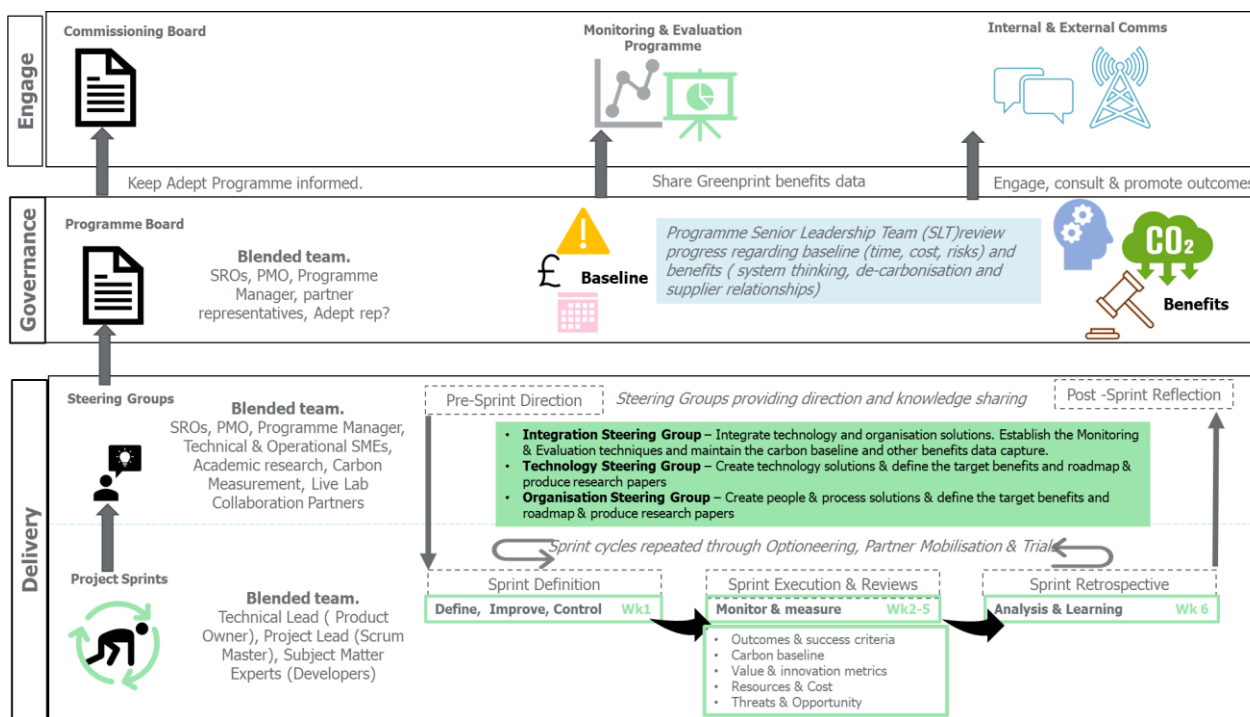 Engage
Commissioning Board
Monitoring & Evaluation
Programme
Internal & External Comms
Keep Adept Programme informed.
Share Greenprint benefits data
Engage, consult & promote outcomes
Governance
Programme Board
Blended team.
SROs, PMO, Programme
Manager, partner
representatives, Adept rep?
£
Baseline
Programme Senior Leadership Team (SLT)review
progress regarding baseline (time, cost, risks) and
benefits ( system thinking, de-carbonisation and
supplier relationships)
CO2
Benefits
Delivery
Steering Groups
Blended team.
SROs, PMO, Programme Manager,
Technical & Operational SMEs,
Academic research, Carbon
Measurement, Live Lab
Collaboration Partners
Pre-Sprint Direction
Steering Groups providing direction and knowledge sharing
Post -Sprint Reflection
• Integration Steering Group – Integrate technology and organisation solutions. Establish the Monitoring
& Evaluation techniques and maintain the carbon baseline and other benefits data capture.
• Technology Steering Group – Create technology solutions & define the target benefits and roadmap &
produce research papers
• Organisation Steering Group – Create people & process solutions & define the target benefits and
roadmap & produce research papers
Sprint cycles repeated through Optioneering, Partner Mobilisation & Trials
Project Sprints
Blended team.
Technical Lead ( Product
Owner), Project Lead (Scrum
Master), Subject Matter
Experts (Developers)
Sprint Definition
Define, Improve, Control Wk1
Sprint Execution & Reviews
Monitor & measure Wk2-5
• Outcomes & success criteria
• Carbon baseline
• Value & innovation metrics
• Resources & Cost
• Threats & Opportunity
Sprint Retrospective
Analysis & Learning Wk 6